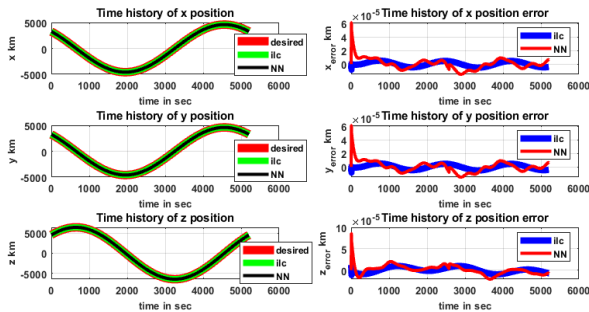 Time history of x position
x km
5000
0
-5000
desired
ilc
NN
0 1000 2000 3000 4000 5000 6000
time in sec
×10-5 Time history of x position error
xerror km
6
4
2
0
ilc
NN
0 1000 2000 3000 4000 5000 6000
time in sec
Time history of y position
y km
5000
0
-5000
desired
ilc
NN
0 1000 2000 3000 4000 5000 6000
time in sec
×10-5 Time history of y position error
yerror km
6
4
2
0
ilc
NN
0 1000 2000 3000 4000 5000 6000
time in sec
Time history of z position
z km
5000
0
-5000
desired
ilc
NN
0 1000 2000 3000 4000 5000 6000
time in sec
×10-5 Time history of z position error
zerror km
10
5
0
ilc
NN
0 1000 2000 3000 4000 5000 6000
time in sec